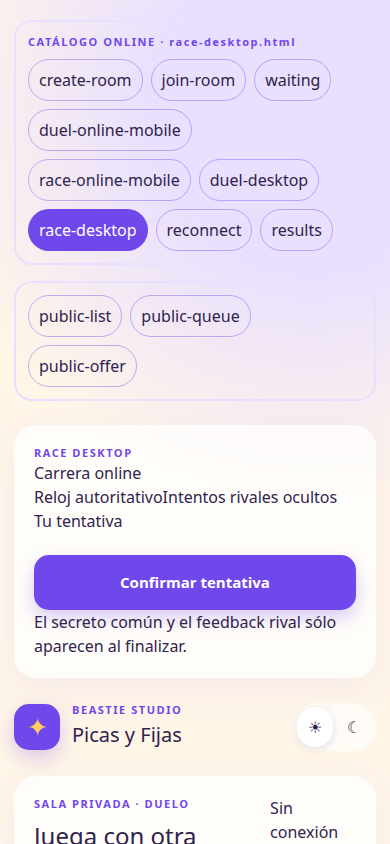 CATÁLOGO ONLINE · race-desktop.html
create-room join-room waiting
duel-online-mobile
race-online-mobile duel-desktop
race-desktop reconnect results
public-list public-queue
public-offer
RACE DESKTOP
Carrera online
Reloj autoritativoIntentos rivales ocultos
Tu tentativa
Confirmar tentativa
El secreto común y el feedback rival sólo
aparecen al finalizar.
BEASTIE STUDIO
Picas y Fijas
SALA PRIVADA · DUELO
Juega con otra
Sin
conexión